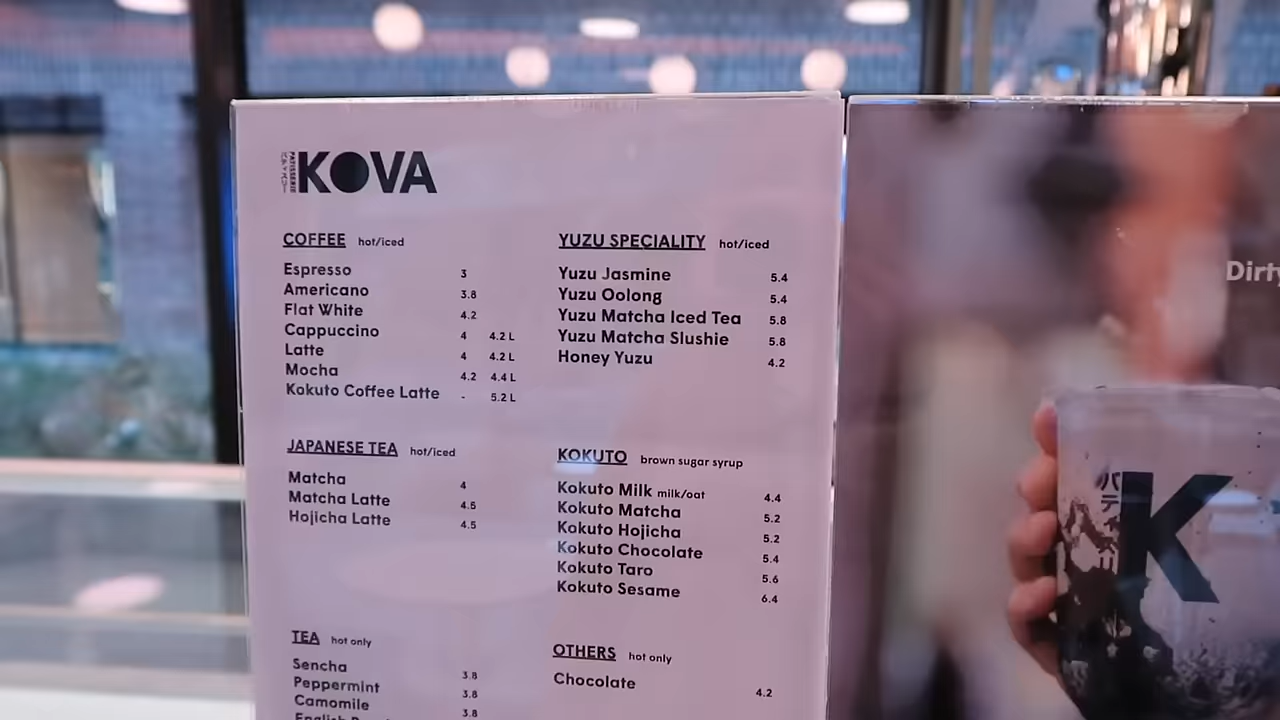 PATISSERIE
KOVA
COFFEE hot/iced
Espresso 3
Americano 3.8
Flat White 4.2
Cappuccino 4 4.2 L
Latte 4 4.2 L
Mocha 4.2 4.4 L
Kokuto Coffee Latte - 5.2 L
JAPANESE TEA hot/iced
Matcha 4
Matcha Latte 4.5
Hojicha Latte 4.5
TEA hot only
Sencha 3.8
Peppermint 3.8
Camomile 3.8
English
YUZU SPECIALITY hot/iced
Yuzu Jasmine 5.4
Yuzu Oolong 5.4
Yuzu Matcha Iced Tea 5.8
Yuzu Matcha Slushie 5.8
Honey Yuzu 4.2
KOKUTO brown sugar syrup
Kokuto Milk milk/oat 4.4
Kokuto Matcha 5.2
Kokuto Hojicha 5.2
Kokuto Chocolate 5.4
Kokuto Taro 5.6
Kokuto Sesame 6.4
OTHERS hot only
Chocolate 4.2
Dirty
K